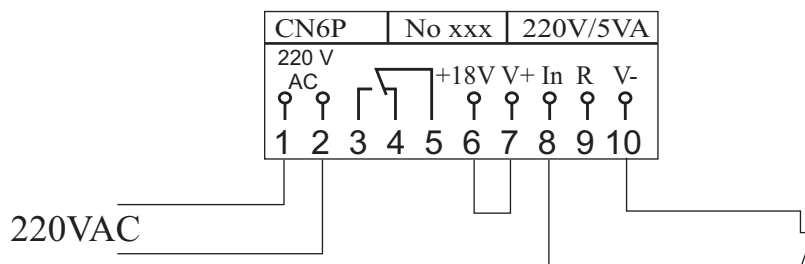 CN6P No xxx 220V/5VA
220 V
AC +18V V+ In R V-
1 2 3 4 5 6 7 8 9 10
220VAC